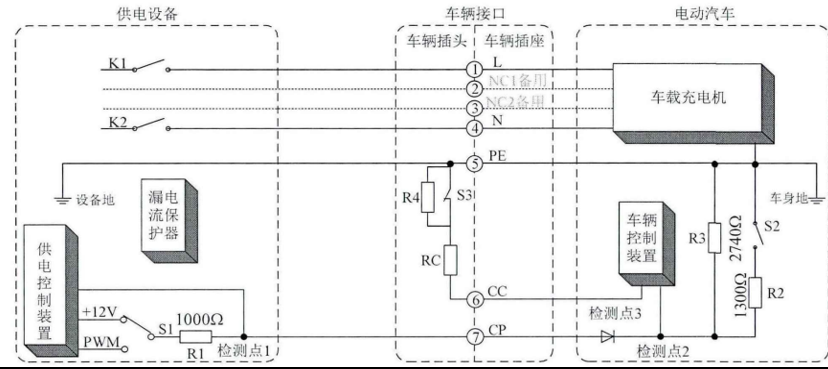 供电设备
车辆接口
电动汽车
车辆插头
车辆插座
K1
1
L
2
NC1备用
3
NC2备用
K2
4
N
车载充电机
5
PE
设备地
漏电流保护器
R4
S3
RC
车辆控制装置
R3
2740Ω
S2
车身地
1300Ω
R2
供电控制装置
6
CC
+12V
S1
1000Ω
7
CP
检测点3
PWM
R1
检测点1
检测点2